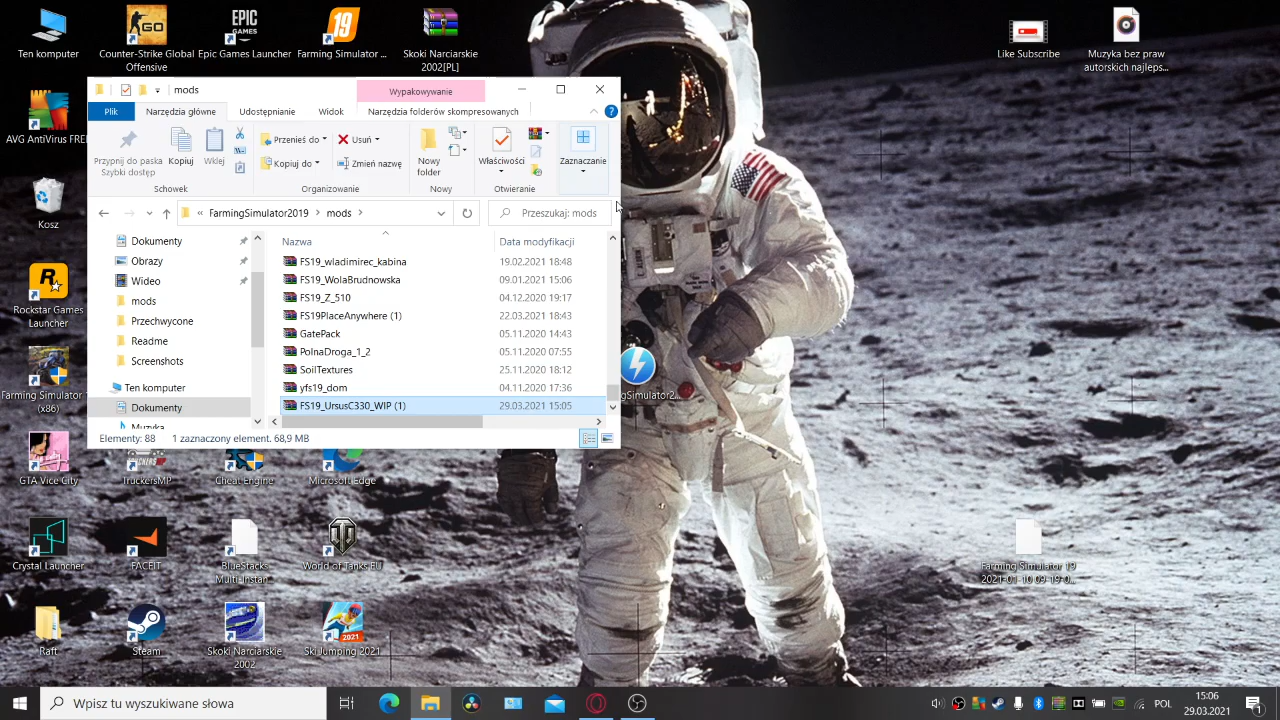 Ten komputer
Counter-Strike Global
Offensive
EPIC
GAMES
Epic Games Launcher
19
Farming Simulator ...
Skoki Narciarskie
2002[PL]
Like Subscribe
Muzyka bez praw
autorskich najleps...
AVG AntiVirus FREE
Kosz
Rockstar Games
Launcher
Farming Simulator
(x86)
GTA Vice City
TruckersMP
Cheat Engine
Microsoft Edge
Crystal Launcher
FACEIT
BlueStacks
Multi-Instan...
World of Tanks EU
Raft
Steam
Skoki Narciarskie
2002
2021
Ski Jumping 2021
gSimulator2...
Farming Simulator 19
2021-01-10 09-19-0...
mods
Wypakowywanie
Plik
Narzędzia główne
Udostępnianie
Widok
Narzędzia folderów skompresowanych
Przypnij do paska
Szybki dostęp
Kopiuj
Wklej
Schowek
Przenieś do
Kopiuj do
Usuń
Zmień nazwę
Organizowanie
Nowy
folder
Nowy
Właściwości
Otwieranie
Zaznaczanie
« FarmingSimulator2019 > mods >
Przeszukaj: mods
Nazwa
Data modyfikacji
Dokumenty
Obrazy
Wideo
mods
Przechwycone
Readme
Screenshots
Ten komputer
Dokumenty
Muzyka
FS19_wladimirec_kabina 19.02.2021 18:48
FS19_WolaBrudnowska 09.01.2021 15:06
FS19_Z_510 04.12.2020 19:17
FS19PlaceAnywhere (1) 22.03.2021 18:43
GatePack 05.11.2020 14:43
PolnaDroga_1_2 05.11.2020 07:55
SoilTextures 25.11.2020 18:12
yfs19_dom 04.11.2020 17:36
FS19_UrsusC330_WIP (1) 29.03.2021 15:05
Elementy: 88 1 zaznaczony element. 68,9 MB
Wpisz tu wyszukiwane słowa
POL
15:06
29.03.2021
1